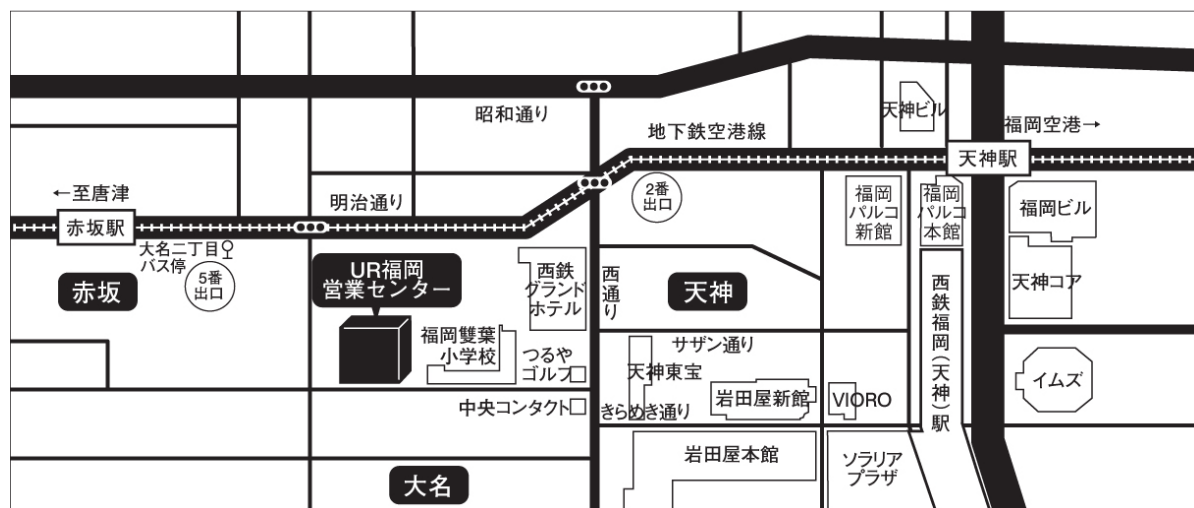 昭和通り
地下鉄空港線
天神ビル
福岡空港→
天神駅
←至唐津
明治通り
2番
出口
赤坂駅
大名二丁目
バス停
5番
出口
赤坂
UR福岡
営業センター
西鉄
グランド
ホテル
西通り
天神
福岡
パルコ
新館
福岡
パルコ
本館
福岡ビル
天神コア
西鉄福岡(天神)駅
福岡雙葉
小学校
つるや
ゴルフ
サザン通り
天神東宝
岩田屋新館
VIORO
イムズ
中央コンタクト
きらめき通り
岩田屋本館
ソラリア
プラザ
大名